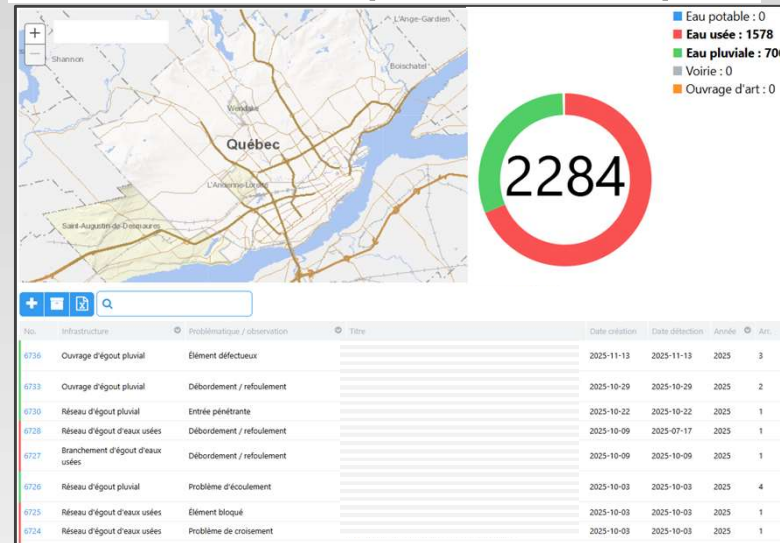 +
−
L'Ange-Gardien
Shannon
Boischatel
Wendake
Québec
L'Ancienne-Lorette
Saint-Augustin-de-Desmaures
Eau potable : 0
Eau usée : 1578
Eau pluviale : 706
Voirie : 0
Ouvrage d'art : 0
2284
No. Infrastructure Problématique / observation Titre Date création Date détection Année Arr.
6736 Ouvrage d'égout pluvial Élément défectueux 2025-11-13 2025-11-13 2025 3
6733 Ouvrage d'égout pluvial Débordement / refoulement 2025-10-29 2025-10-29 2025 2
6730 Réseau d'égout pluvial Entrée pénétrante 2025-10-22 2025-10-22 2025 1
6728 Réseau d'égout d'eaux usées Débordement / refoulement 2025-10-09 2025-07-17 2025 1
6727 Branchement d'égout d'eaux usées Débordement / refoulement 2025-10-09 2025-10-09 2025 1
6726 Réseau d'égout pluvial Problème d'écoulement 2025-10-03 2025-10-03 2025 4
6725 Réseau d'égout d'eaux usées Élément bloqué 2025-10-03 2025-10-03 2025 1
6724 Réseau d'égout d'eaux usées Problème de croisement 2025-10-03 2025-10-03 2025 1